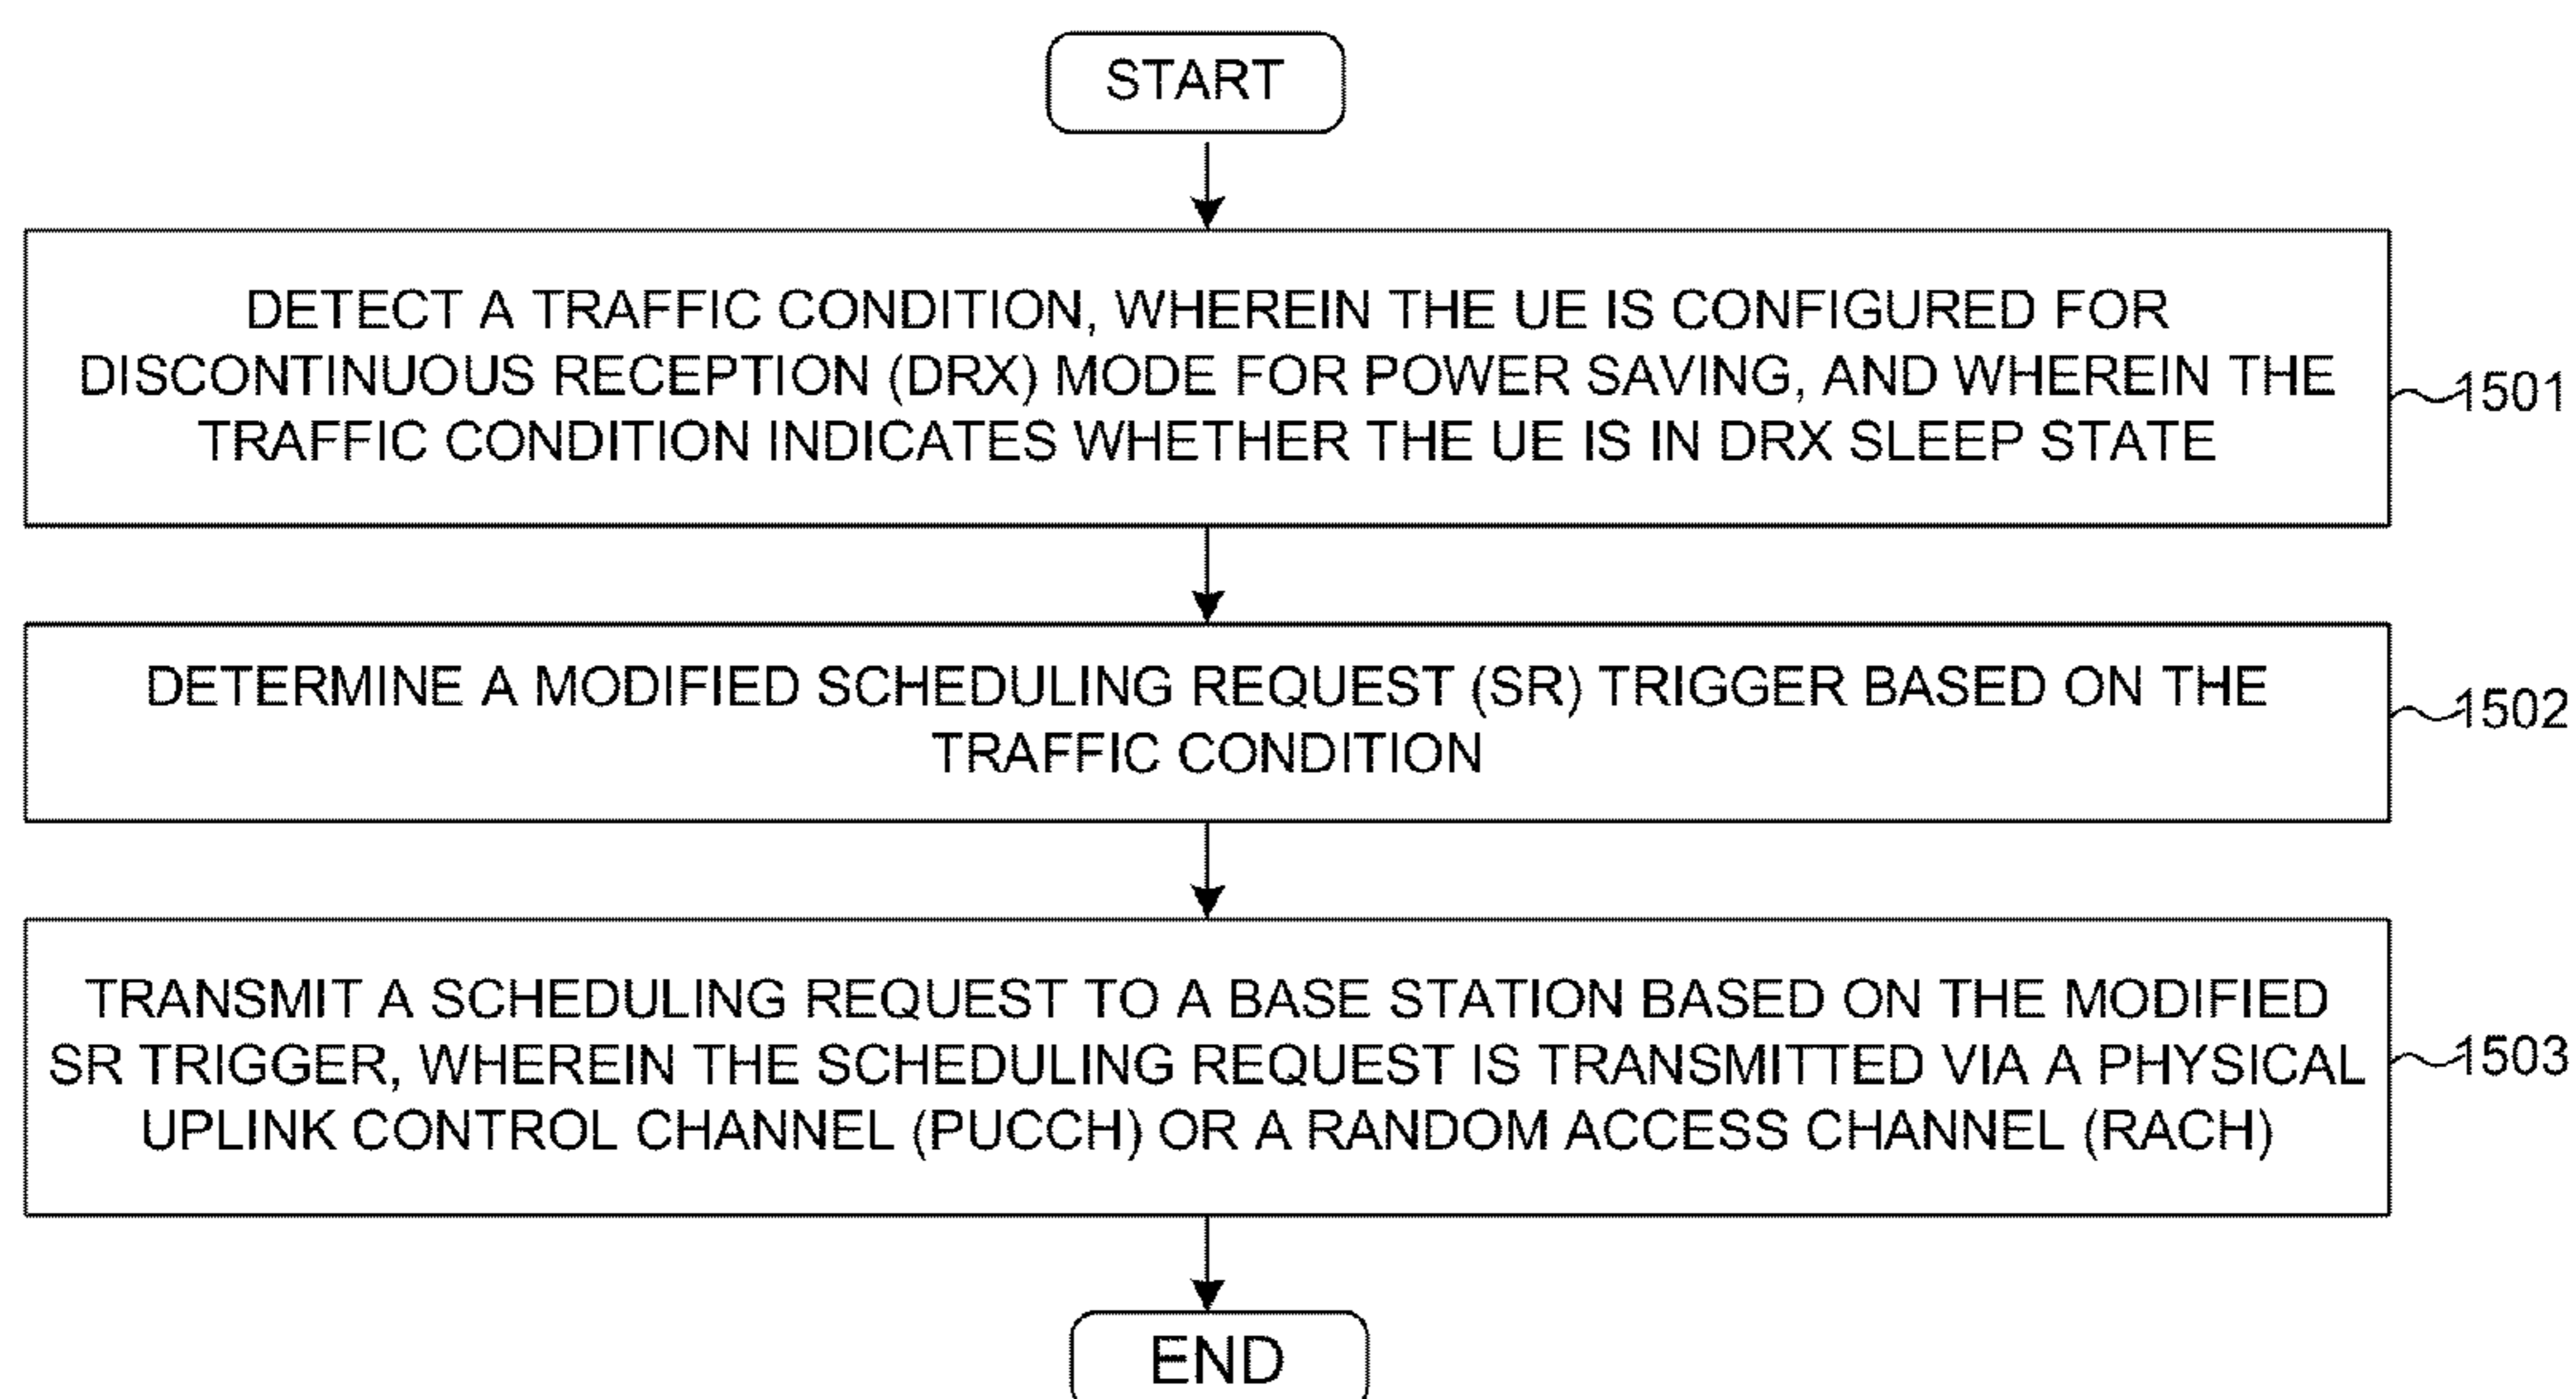 START
DETECT A TRAFFIC CONDITION, WHEREIN THE UE IS CONFIGURED FOR
DISCONTINUOUS RECEPTION (DRX) MODE FOR POWER SAVING, AND WHEREIN THE
TRAFFIC CONDITION INDICATES WHETHER THE UE IS IN DRX SLEEP STATE
1501
DETERMINE A MODIFIED SCHEDULING REQUEST (SR) TRIGGER BASED ON THE
TRAFFIC CONDITION
1502
TRANSMIT A SCHEDULING REQUEST TO A BASE STATION BASED ON THE MODIFIED
SR TRIGGER, WHEREIN THE SCHEDULING REQUEST IS TRANSMITTED VIA A PHYSICAL
UPLINK CONTROL CHANNEL (PUCCH) OR A RANDOM ACCESS CHANNEL (RACH)
1503
END